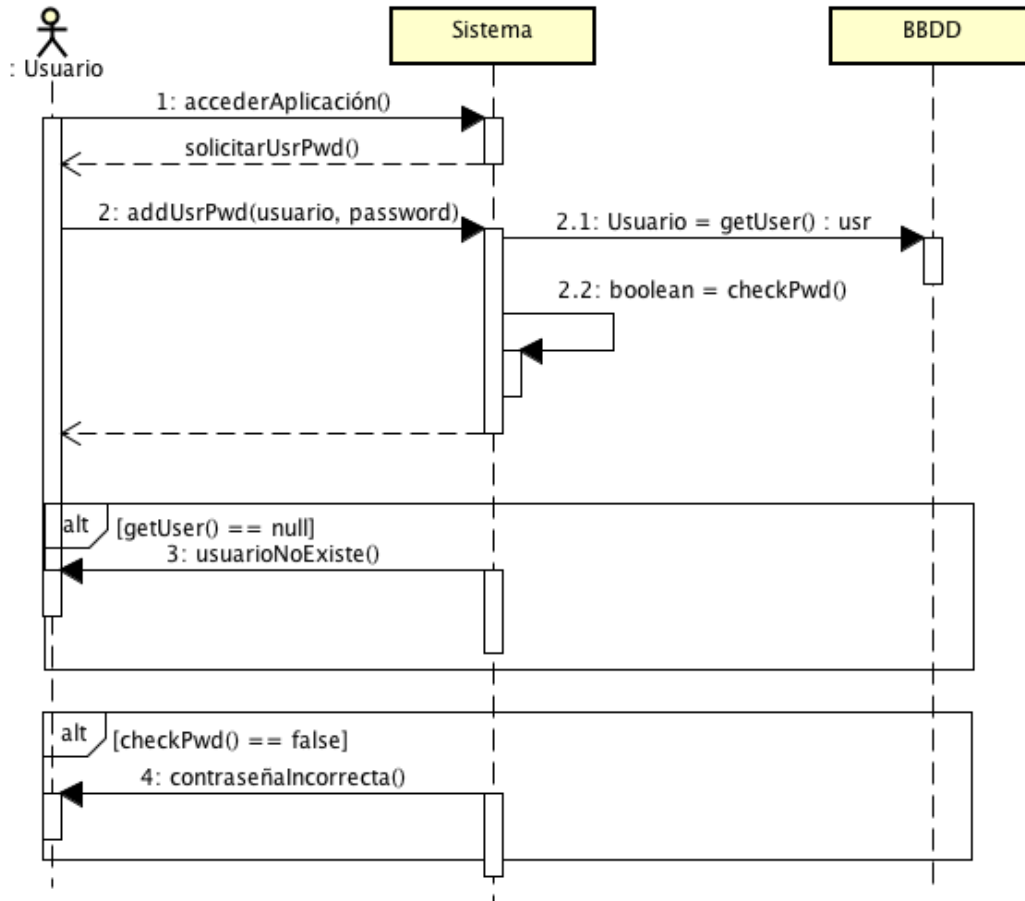 Sistema
BBDD
: Usuario
1: accederAplicación()
solicitarUsrPwd()
2: addUsrPwd(usuario, password)
2.1: Usuario = getUser() : usr
2.2: boolean = checkPwd()
alt
[getUser() == null]
3: usuarioNoExiste()
alt
[checkPwd() == false]
4: contraseñaIncorrecta()